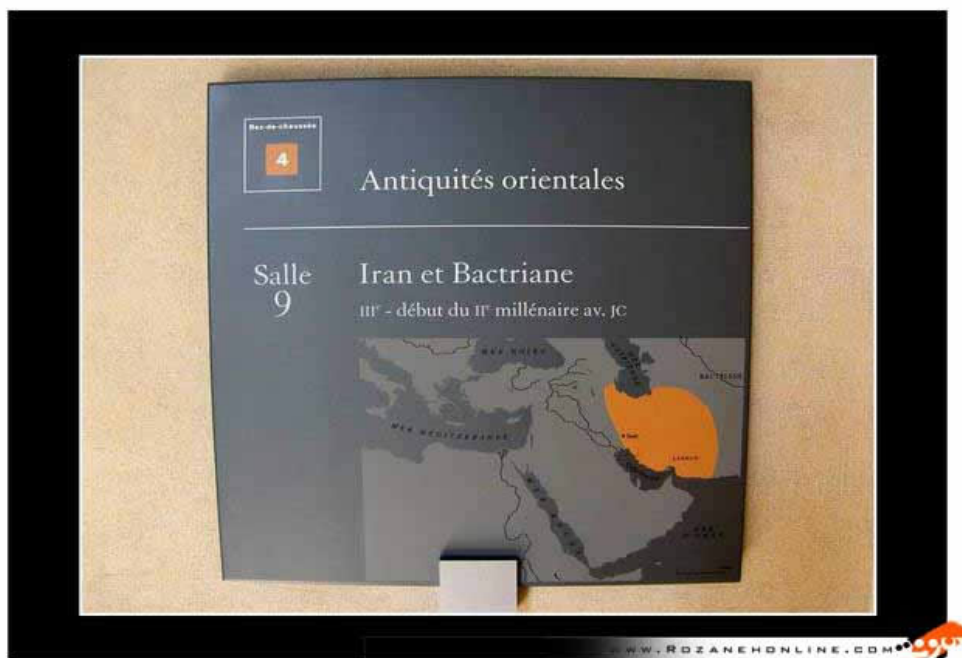 Rez-de-chaussée
4
Antiquités orientales
Salle
9
Iran et Bactriane
IIIᵉ - début du IIᵉ millénaire av. JC
MER NOIRE
BACTRIANE
MER MÉDITERRANÉE
WWW.ROZANEHONLINE.COM